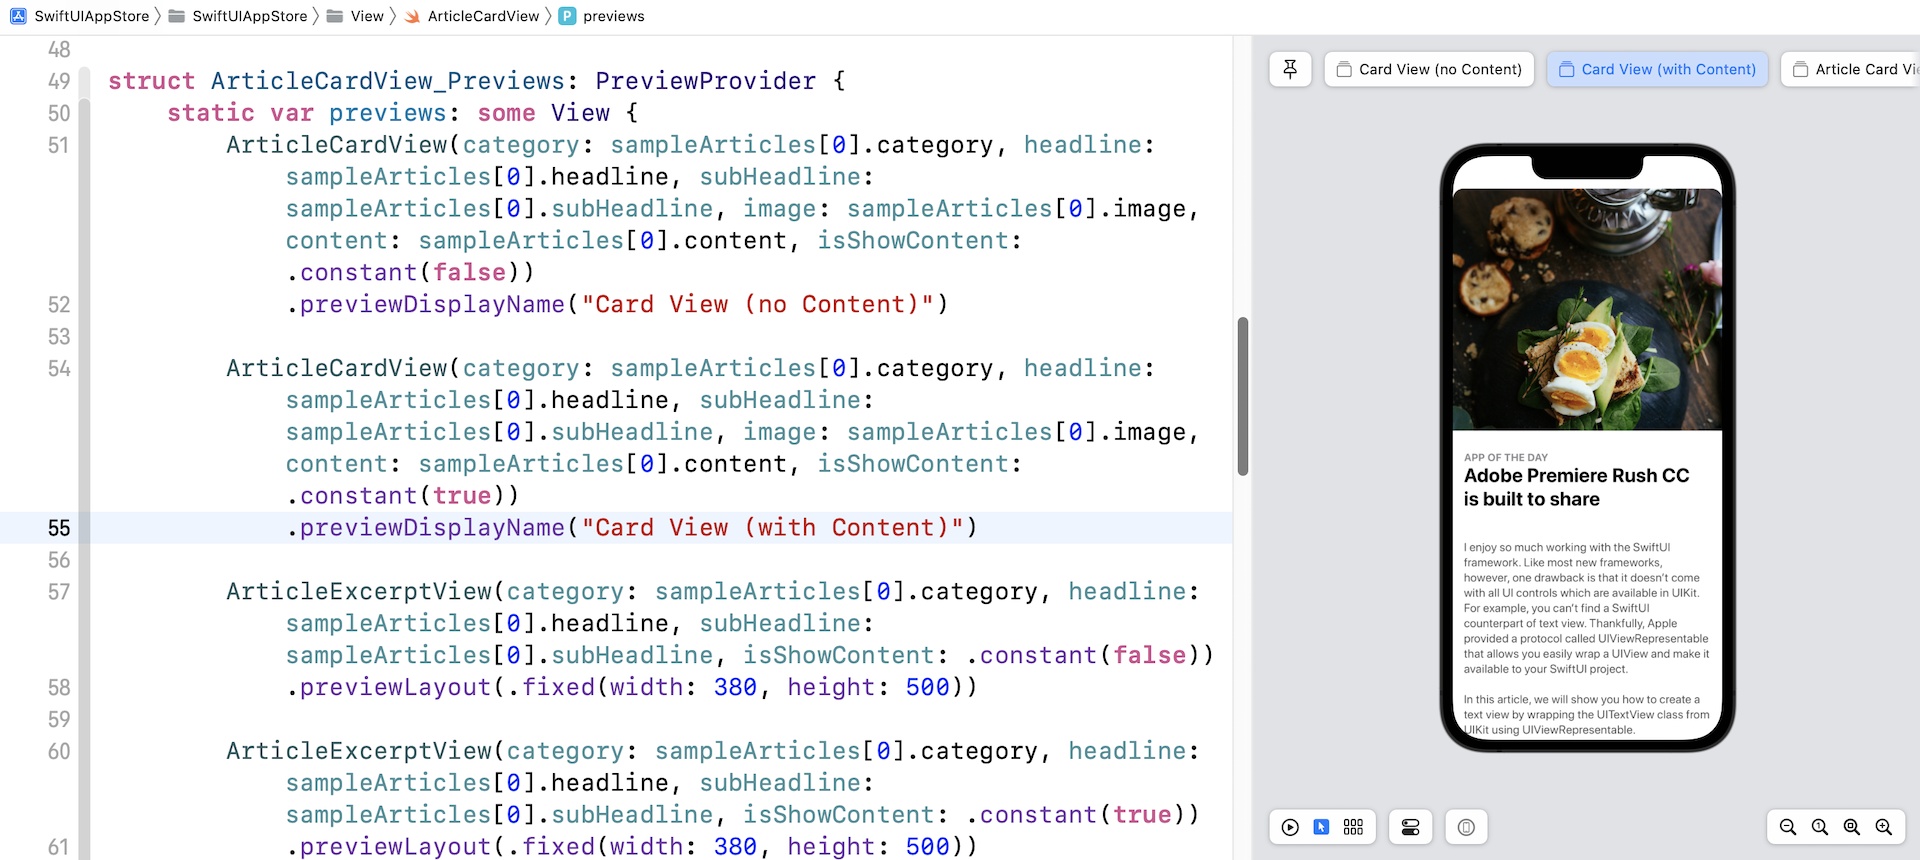 SwiftUIAppStore SwiftUIAppStore View ArticleCardView P previews
48
49 struct ArticleCardView_Previews: PreviewProvider {
50 static var previews: some View {
51 ArticleCardView(category: sampleArticles[0].category, headline:
sampleArticles[0].headline, subHeadline:
sampleArticles[0].subHeadline, image: sampleArticles[0].image,
content: sampleArticles[0].content, isShowContent:
.constant(false))
52 .previewDisplayName("Card View (no Content)")
53
54 ArticleCardView(category: sampleArticles[0].category, headline:
sampleArticles[0].headline, subHeadline:
sampleArticles[0].subHeadline, image: sampleArticles[0].image,
content: sampleArticles[0].content, isShowContent:
.constant(true))
55 .previewDisplayName("Card View (with Content)")
56
57 ArticleExcerptView(category: sampleArticles[0].category, headline:
sampleArticles[0].headline, subHeadline:
sampleArticles[0].subHeadline, isShowContent: .constant(false))
58 .previewLayout(.fixed(width: 380, height: 500))
59
60 ArticleExcerptView(category: sampleArticles[0].category, headline:
sampleArticles[0].headline, subHeadline:
sampleArticles[0].subHeadline, isShowContent: .constant(true))
61 .previewLayout(.fixed(width: 380, height: 500))
Card View (no Content) Card View (with Content) Article Card
APP OF THE DAY
Adobe Premiere Rush CC
is built to share
I enjoy so much working with the SwiftUI
framework. Like most new frameworks,
however, one drawback is that it doesn't come
with all UI controls which are available in UIKit.
For example, you can't find a SwiftUI
counterpart of text view. Thankfully, Apple
provided a protocol called UIViewRepresentable
that allows you easily wrap a UIView and make it
available to your SwiftUI project.
In this article, we will show you how to create a
text view by wrapping the UITextView class from
UIKit using UIViewRepresentable.